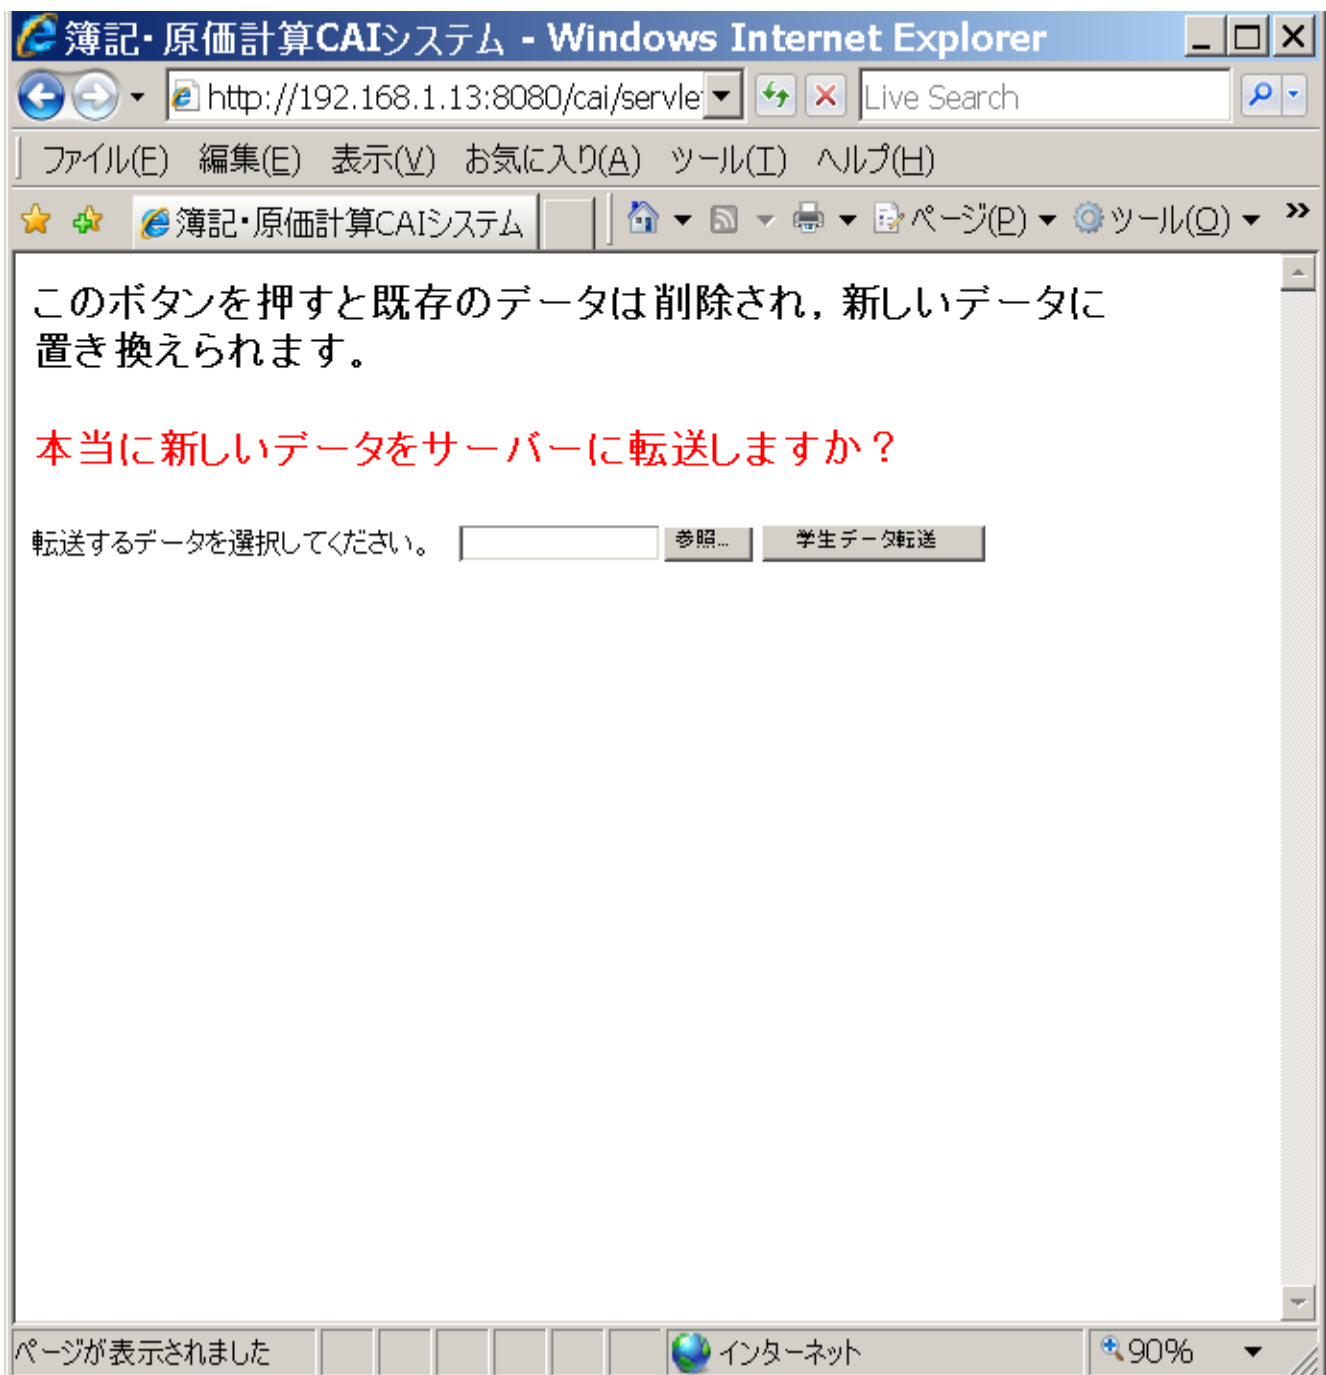 簿記・原価計算CAIシステム - Windows Internet Explorer
http://192.168.1.13:8080/cai/servle
Live Search
ファイル(F) 編集(E) 表示(V) お気に入り(A) ツール(T) ヘルプ(H)
簿記・原価計算CAIシステム
ページ(P) ツール(O) »
このボタンを押すと既存のデータは削除され，新しいデータに
置き換えられます。
本当に新しいデータをサーバーに転送しますか？
転送するデータを選択してください。 参照... 学生データ転送
ページが表示されました インターネット 90%